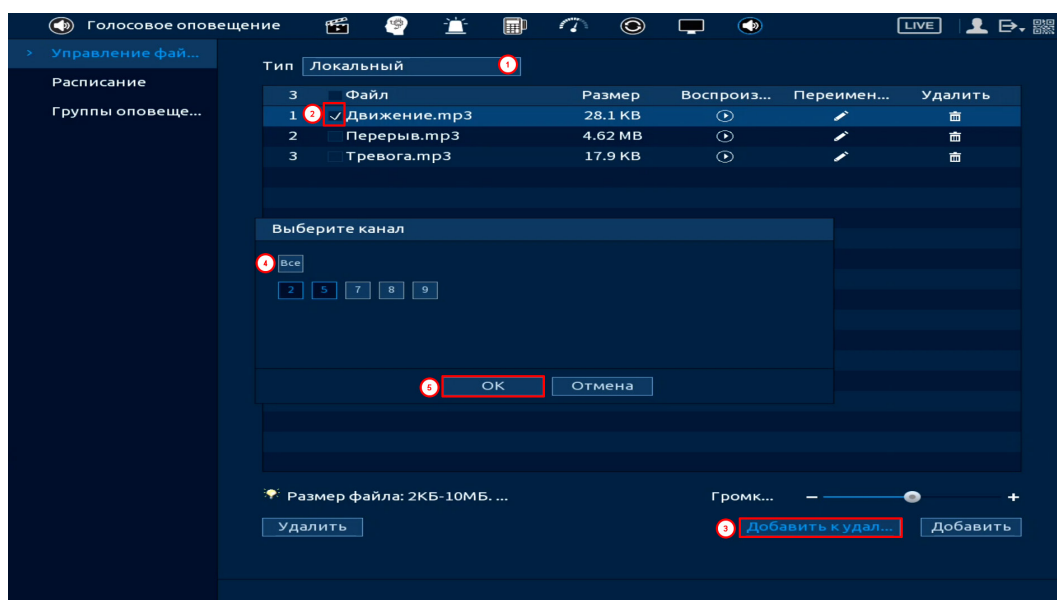 Голосовое оповещение LIVE
> Управление фай...
Расписание
Группы оповеще...
Тип Локальный 1
3 Файл Размер Воспроиз... Переимен... Удалить
1 2 Движение.mp3 28.1 KB
2 Перерыв.mp3 4.62 MB
3 Тревога.mp3 17.9 KB
Выберите канал
4 Все
2 5 7 8 9
5 OK Отмена
Размер файла: 2КБ-10МБ. ... Громк... − +
Удалить 3 Добавить к удал... Добавить